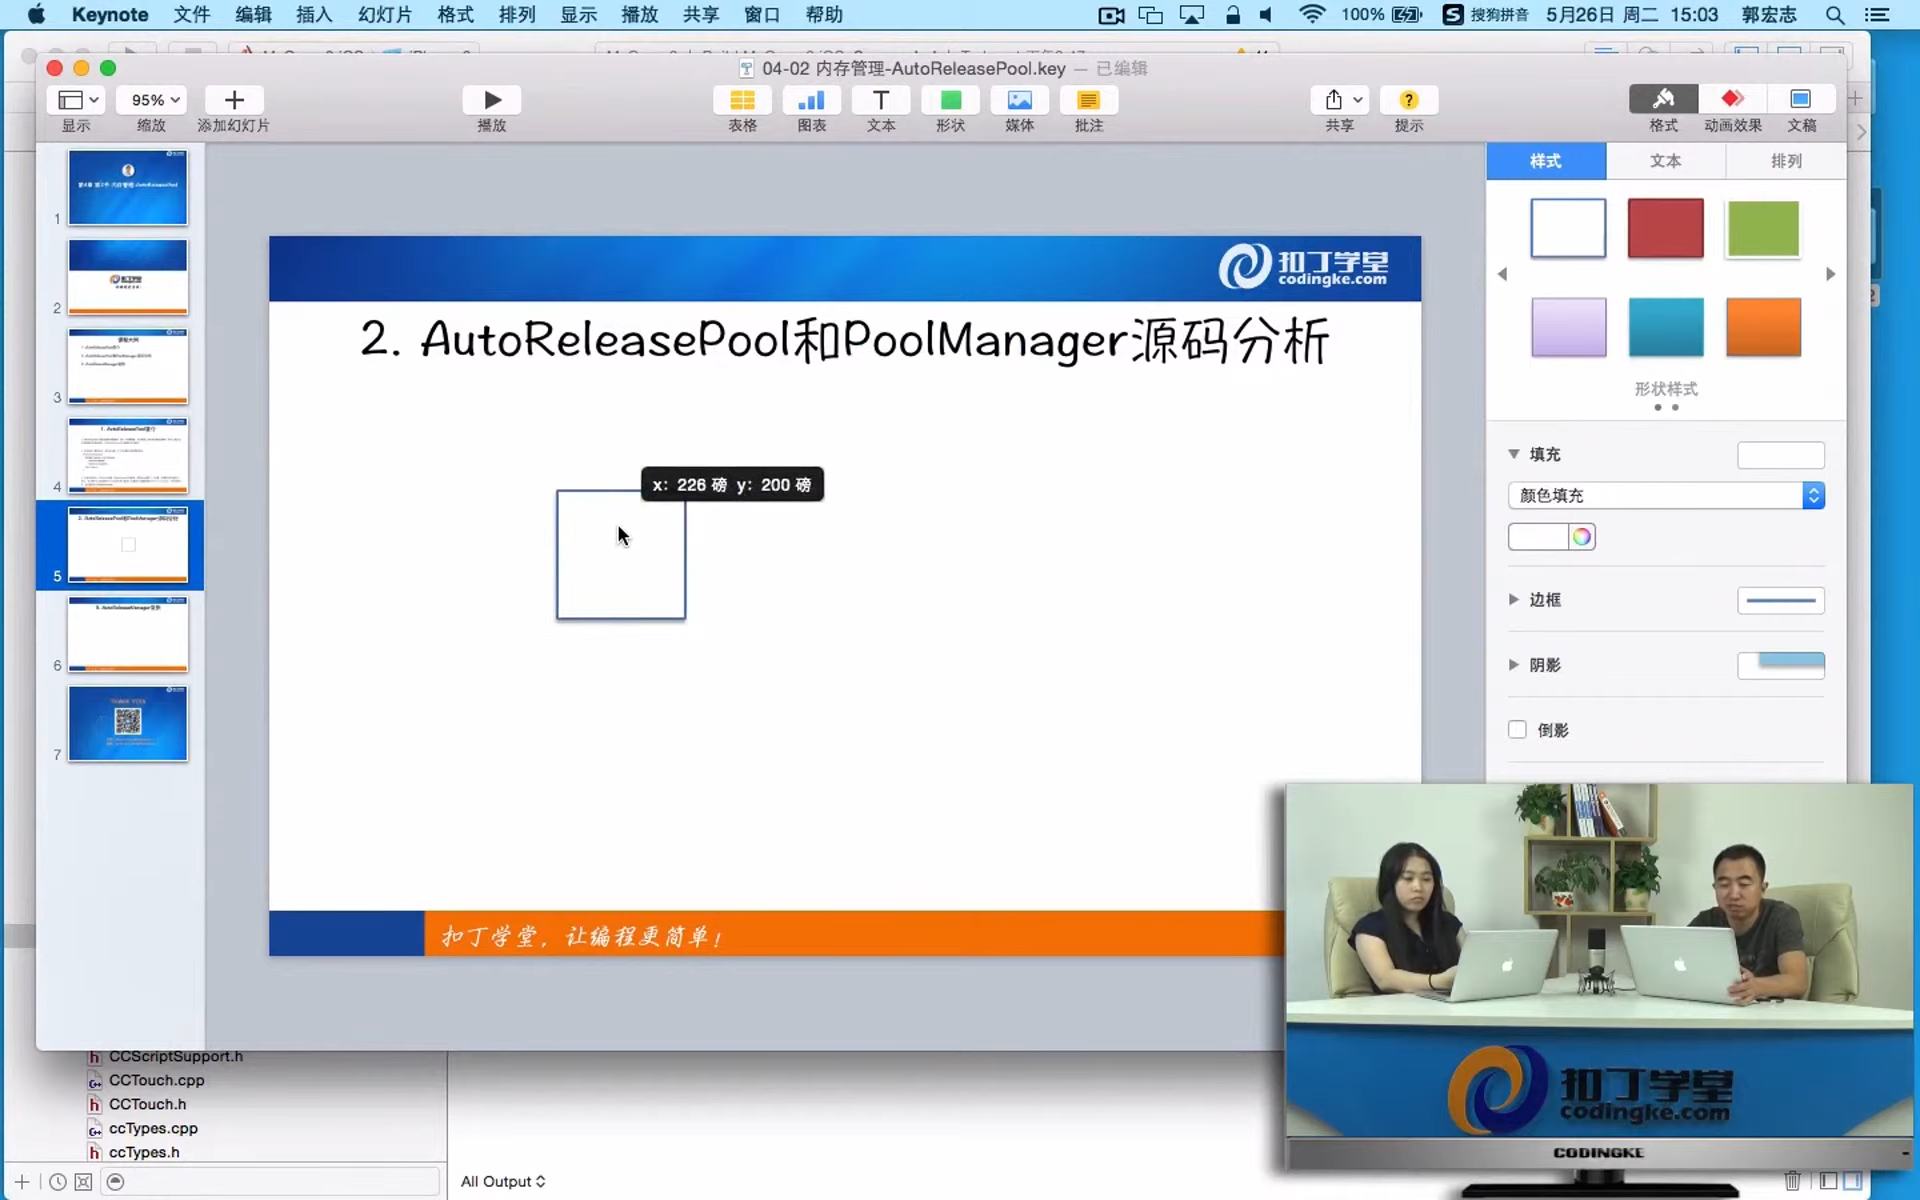 Keynote 文件 编辑 插入 幻灯片 格式 排列 显示 播放 共享 窗口 帮助
100% S 搜狗拼音 5月26日 周二 15:03 郭宏志
04-02 内存管理-AutoReleasePool.key — 已编辑
95%
显示 缩放 添加幻灯片 播放 表格 图表 文本 形状 媒体 批注 共享 提示 格式 动画效果 文稿
样式 文本 排列
1
2
3
4
5
6
7
扣丁学堂
codingke.com
2. AutoReleasePool和PoolManager源码分析
x: 226 磅 y: 200 磅
扣丁学堂，让编程更简单！
形状样式
填充
颜色填充
边框
阴影
倒影
CCScriptSupport.h
CCTouch.cpp
CCTouch.h
ccTypes.cpp
ccTypes.h
All Output
扣丁学堂
codingke.com
CODINGKE